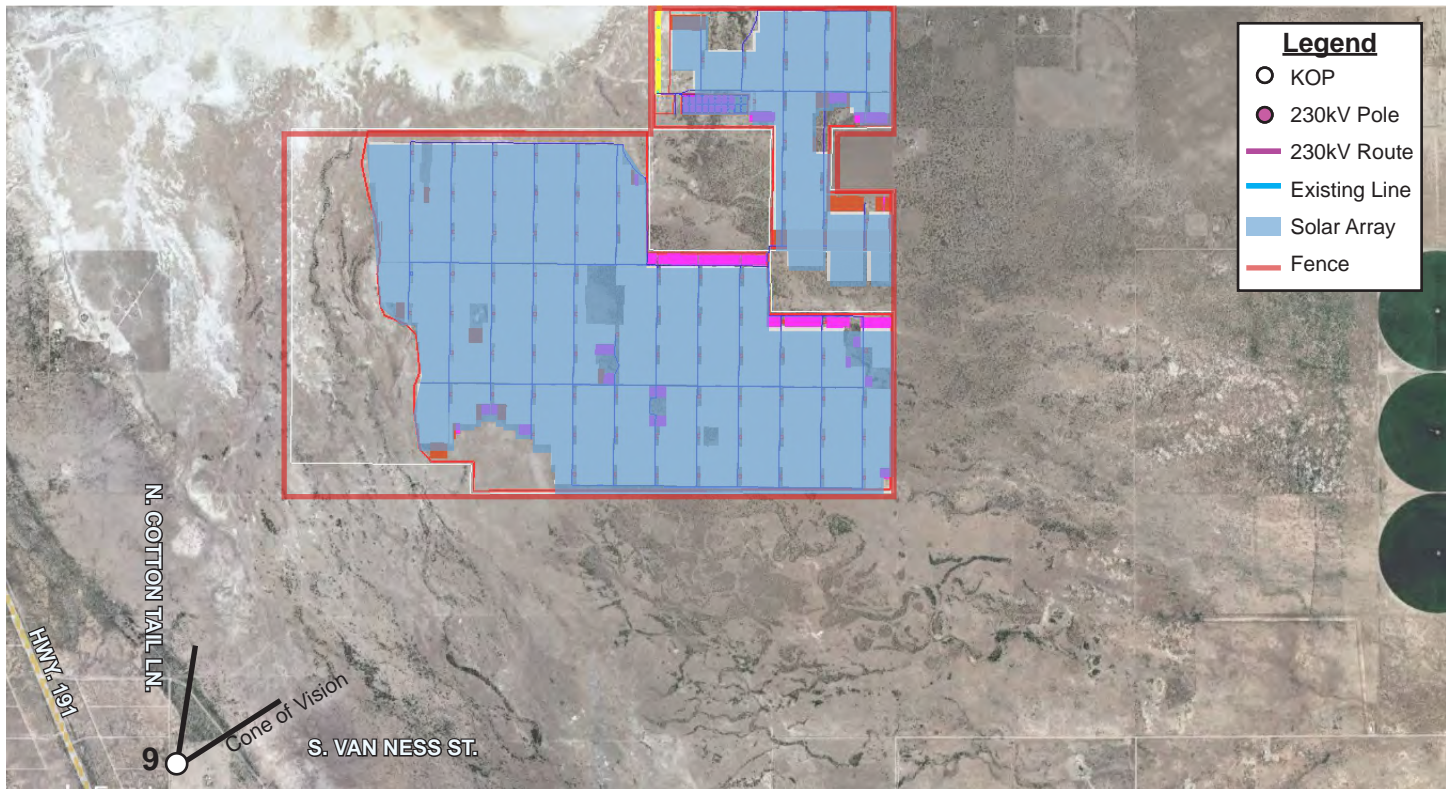 Legend
KOP
230kV Pole
230kV Route
Existing Line
Solar Array
Fence
N. COTTON TAIL LN.
HWY. 191
9
Cone of Vision
S. VAN NESS ST.